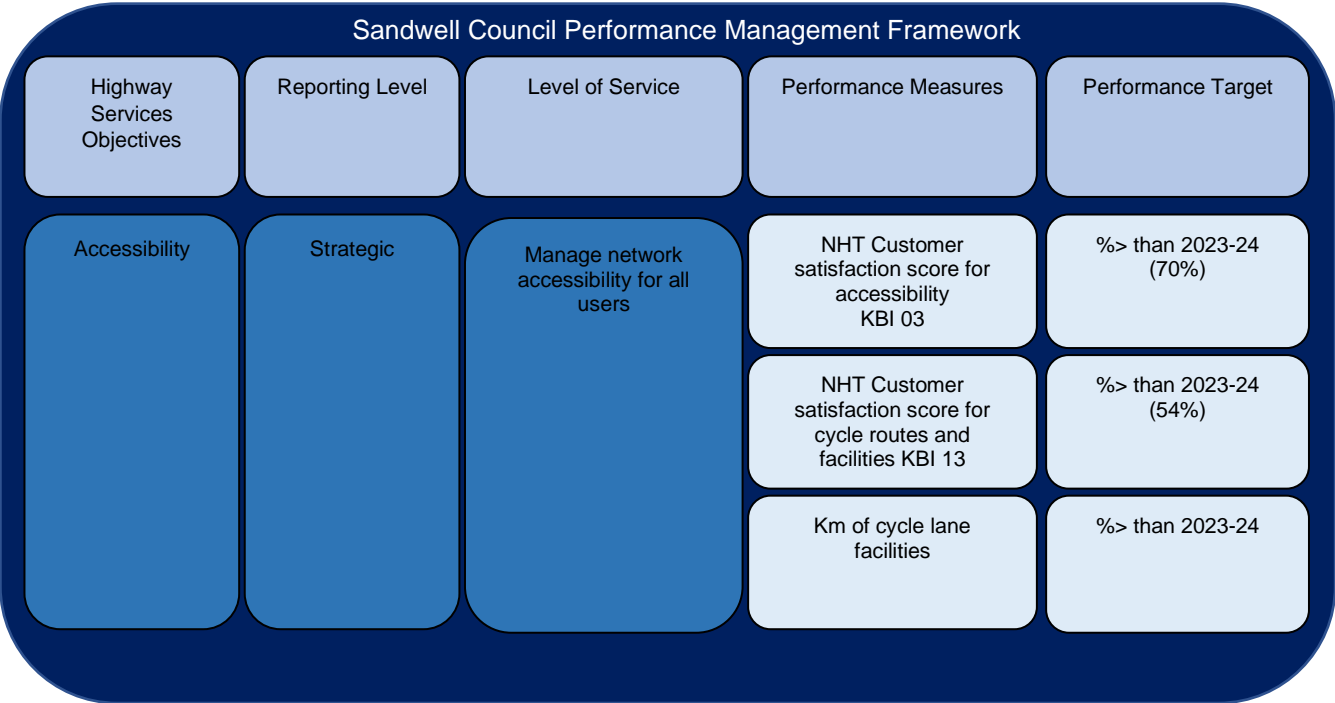 Sandwell Council Performance Management Framework
Highway
Services
Objectives
Reporting Level
Level of Service
Performance Measures
Performance Target
Accessibility
Strategic
Manage network
accessibility for all
users
NHT Customer
satisfaction score for
accessibility
KBI 03
%> than 2023-24
(70%)
NHT Customer
satisfaction score for
cycle routes and
facilities KBI 13
%> than 2023-24
(54%)
Km of cycle lane
facilities
%> than 2023-24